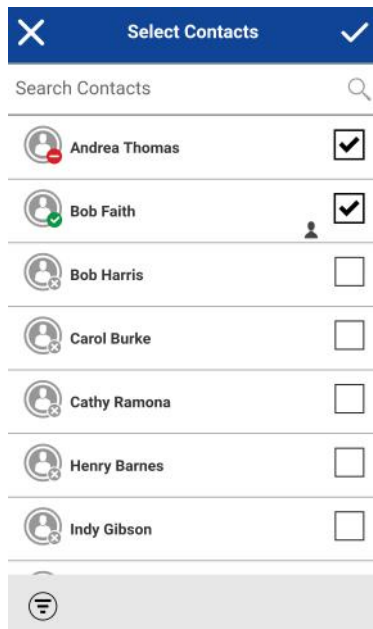 Select Contacts
Search Contacts
Andrea Thomas
Bob Faith
Bob Harris
Carol Burke
Cathy Ramona
Henry Barnes
Indy Gibson